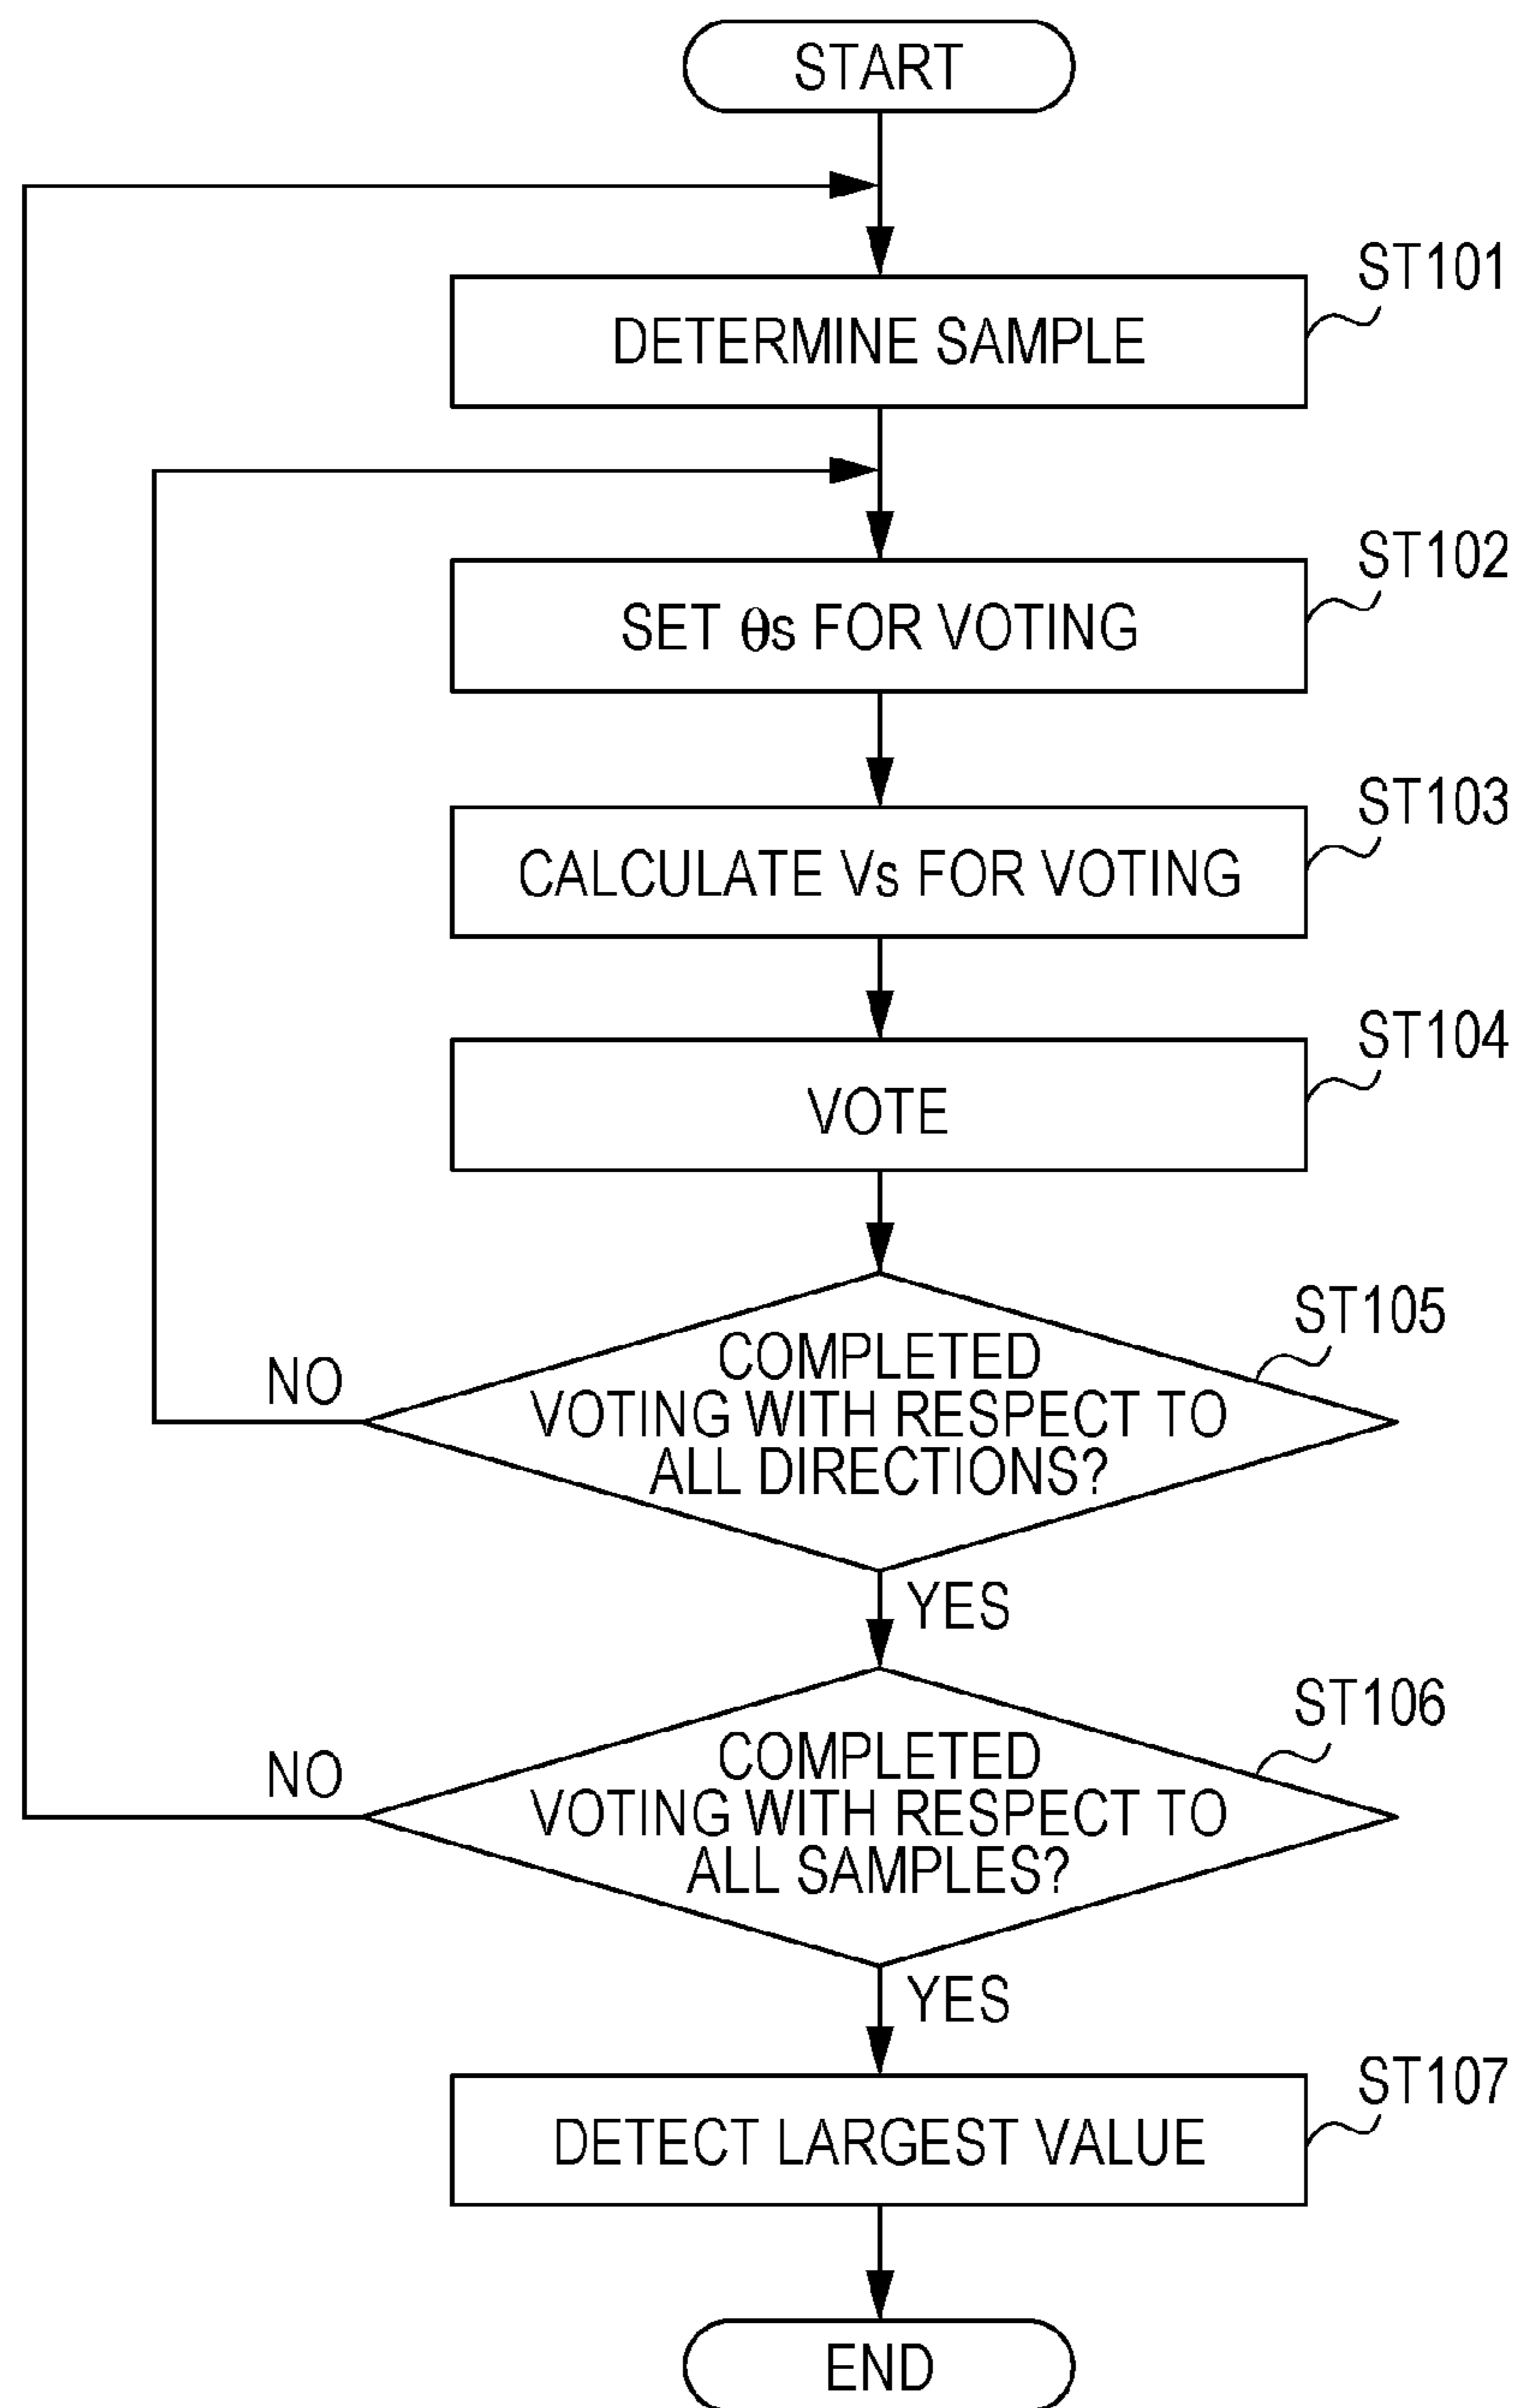 START
ST101
DETERMINE SAMPLE
ST102
SET θs FOR VOTING
ST103
CALCULATE Vs FOR VOTING
ST104
VOTE
ST105
COMPLETED
VOTING WITH RESPECT TO
ALL DIRECTIONS?
NO
YES
ST106
COMPLETED
VOTING WITH RESPECT TO
ALL SAMPLES?
NO
YES
ST107
DETECT LARGEST VALUE
END